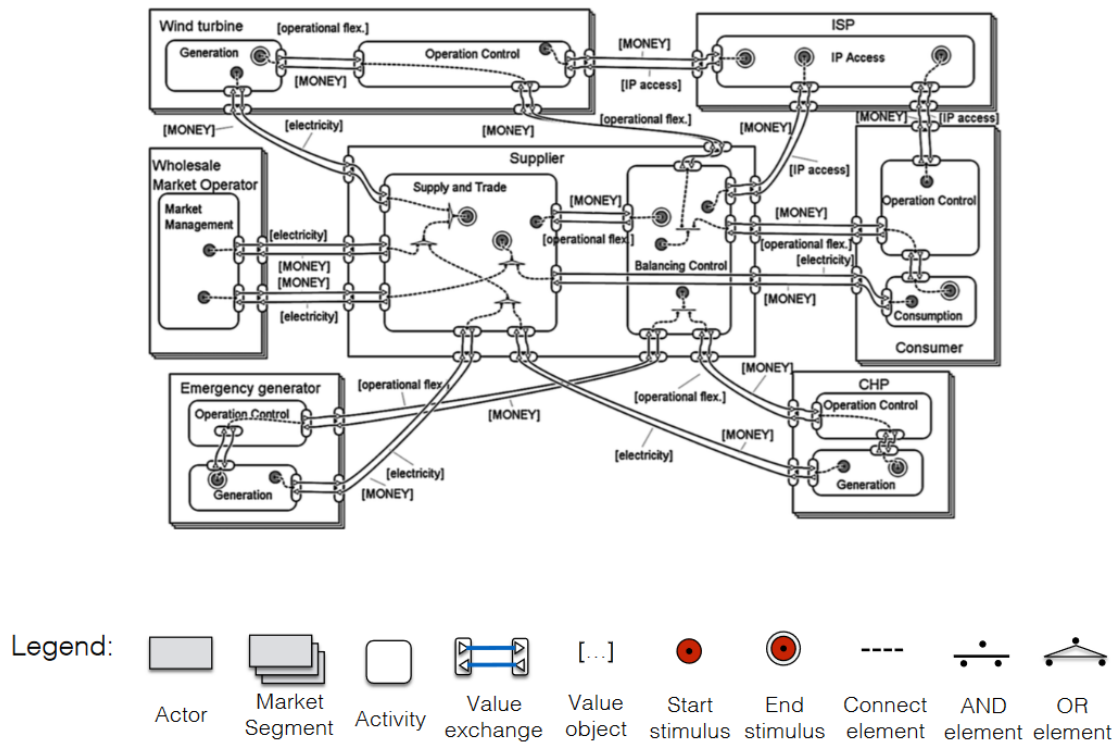 Wind turbine
[operational flex.]
Generation
Operation Control
[MONEY]
[MONEY]
[IP access]
ISP
IP Access
[MONEY]
[electricity]
[MONEY]
[operational flex.]
[MONEY]
[IP access]
[MONEY]
[IP access]
Wholesale
Market Operator
Market
Management
[electricity]
[MONEY]
[MONEY]
[electricity]
Supplier
Supply and Trade
[MONEY]
[operational flex.]
Balancing Control
[MONEY]
[operational flex.]
[electricity]
[MONEY]
Operation Control
Consumption
Consumer
Emergency generator
Operation Control
Generation
[operational flex.]
[MONEY]
[electricity]
[MONEY]
[operational flex.]
[MONEY]
[MONEY]
[electricity]
CHP
Operation Control
Generation
Legend:
[...]
Actor
Market
Segment
Activity
Value
exchange
Value
object
Start
stimulus
End
stimulus
Connect
element
AND
element
OR
element